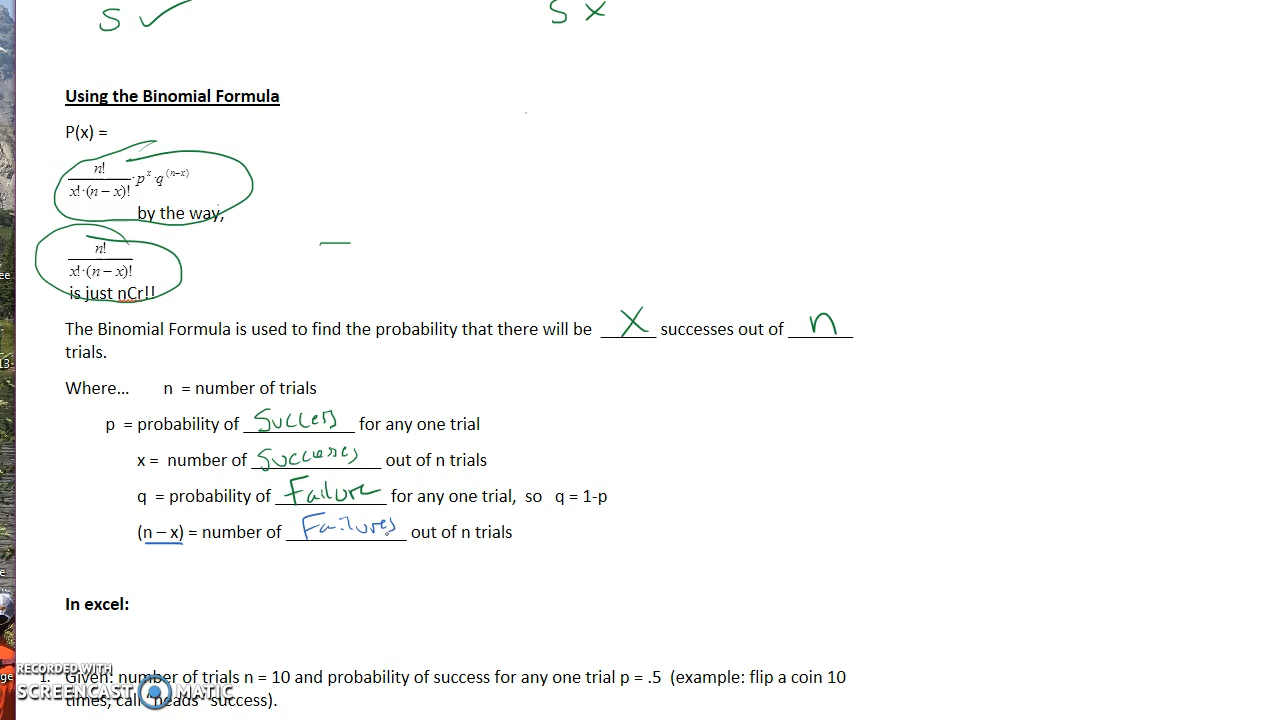 S ✓ S x
Using the Binomial Formula
P(x) =
n!
x!·(n − x)! ·p^x·q^(n−x)
by the way,
n!
x!·(n − x)!
is just nCr!!
The Binomial Formula is used to find the probability that there will be X successes out of n
trials.
Where... n = number of trials
p = probability of Success for any one trial
x = number of Successes out of n trials
q = probability of Failure for any one trial, so q = 1-p
(n – x) = number of Failures out of n trials
In excel:
RECORDED WITH
1. Given: number of trials n = 10 and probability of success for any one trial p = .5 (example: flip a coin 10
SCREENCAST MATIC
times, call "heads" success).